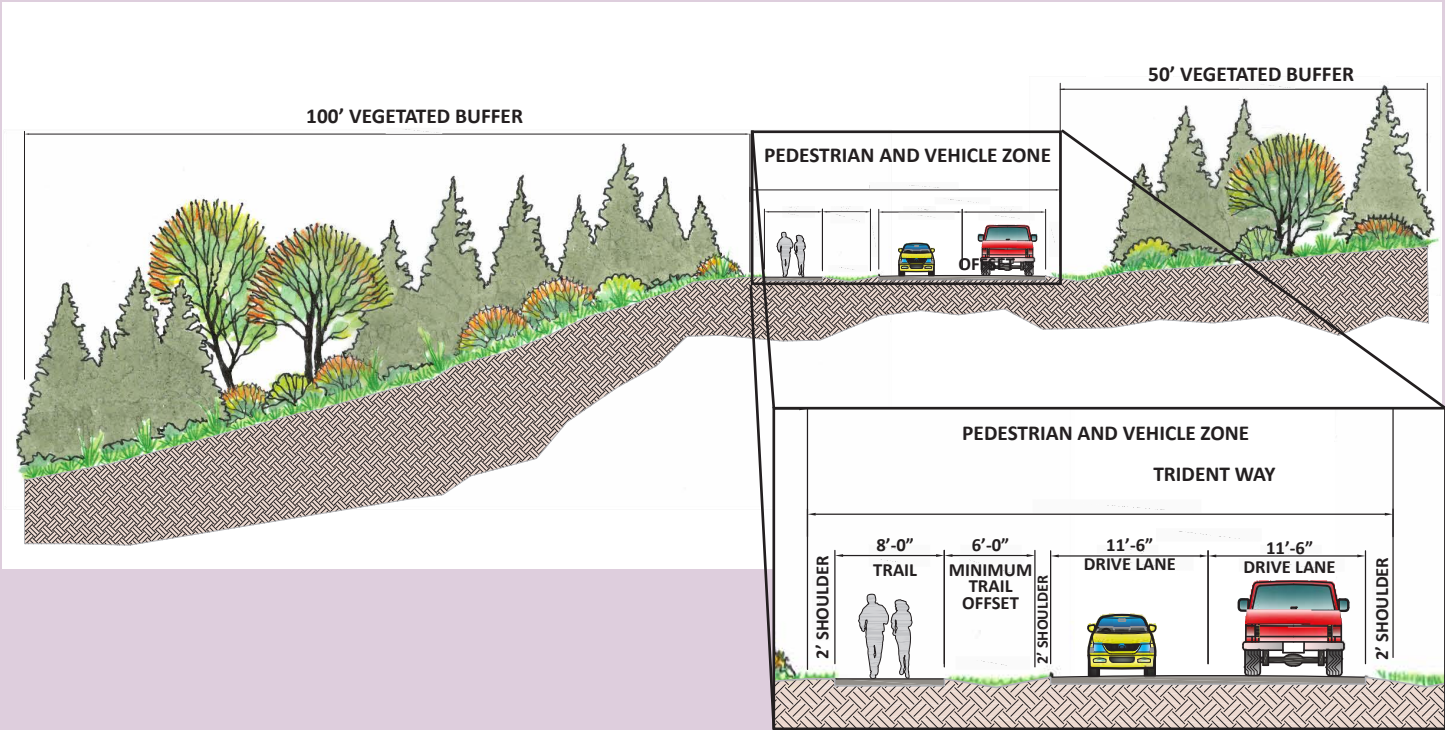 50’ VEGETATED BUFFER
100’ VEGETATED BUFFER
PEDESTRIAN AND VEHICLE ZONE
PEDESTRIAN AND VEHICLE ZONE
TRIDENT WAY
2’ SHOULDER
8’-0”
TRAIL
6’-0”
MINIMUM
TRAIL
OFFSET
2’ SHOULDER
11’-6”
DRIVE LANE
11’-6”
DRIVE LANE
2’ SHOULDER